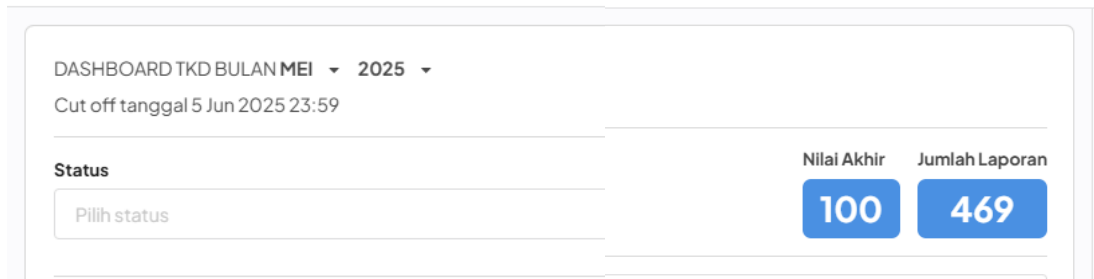 DASHBOARD TKD BULAN MEI 2025
Cut off tanggal 5 Jun 2025 23:59
Status
Pilih status
Nilai Akhir Jumlah Laporan
100 469